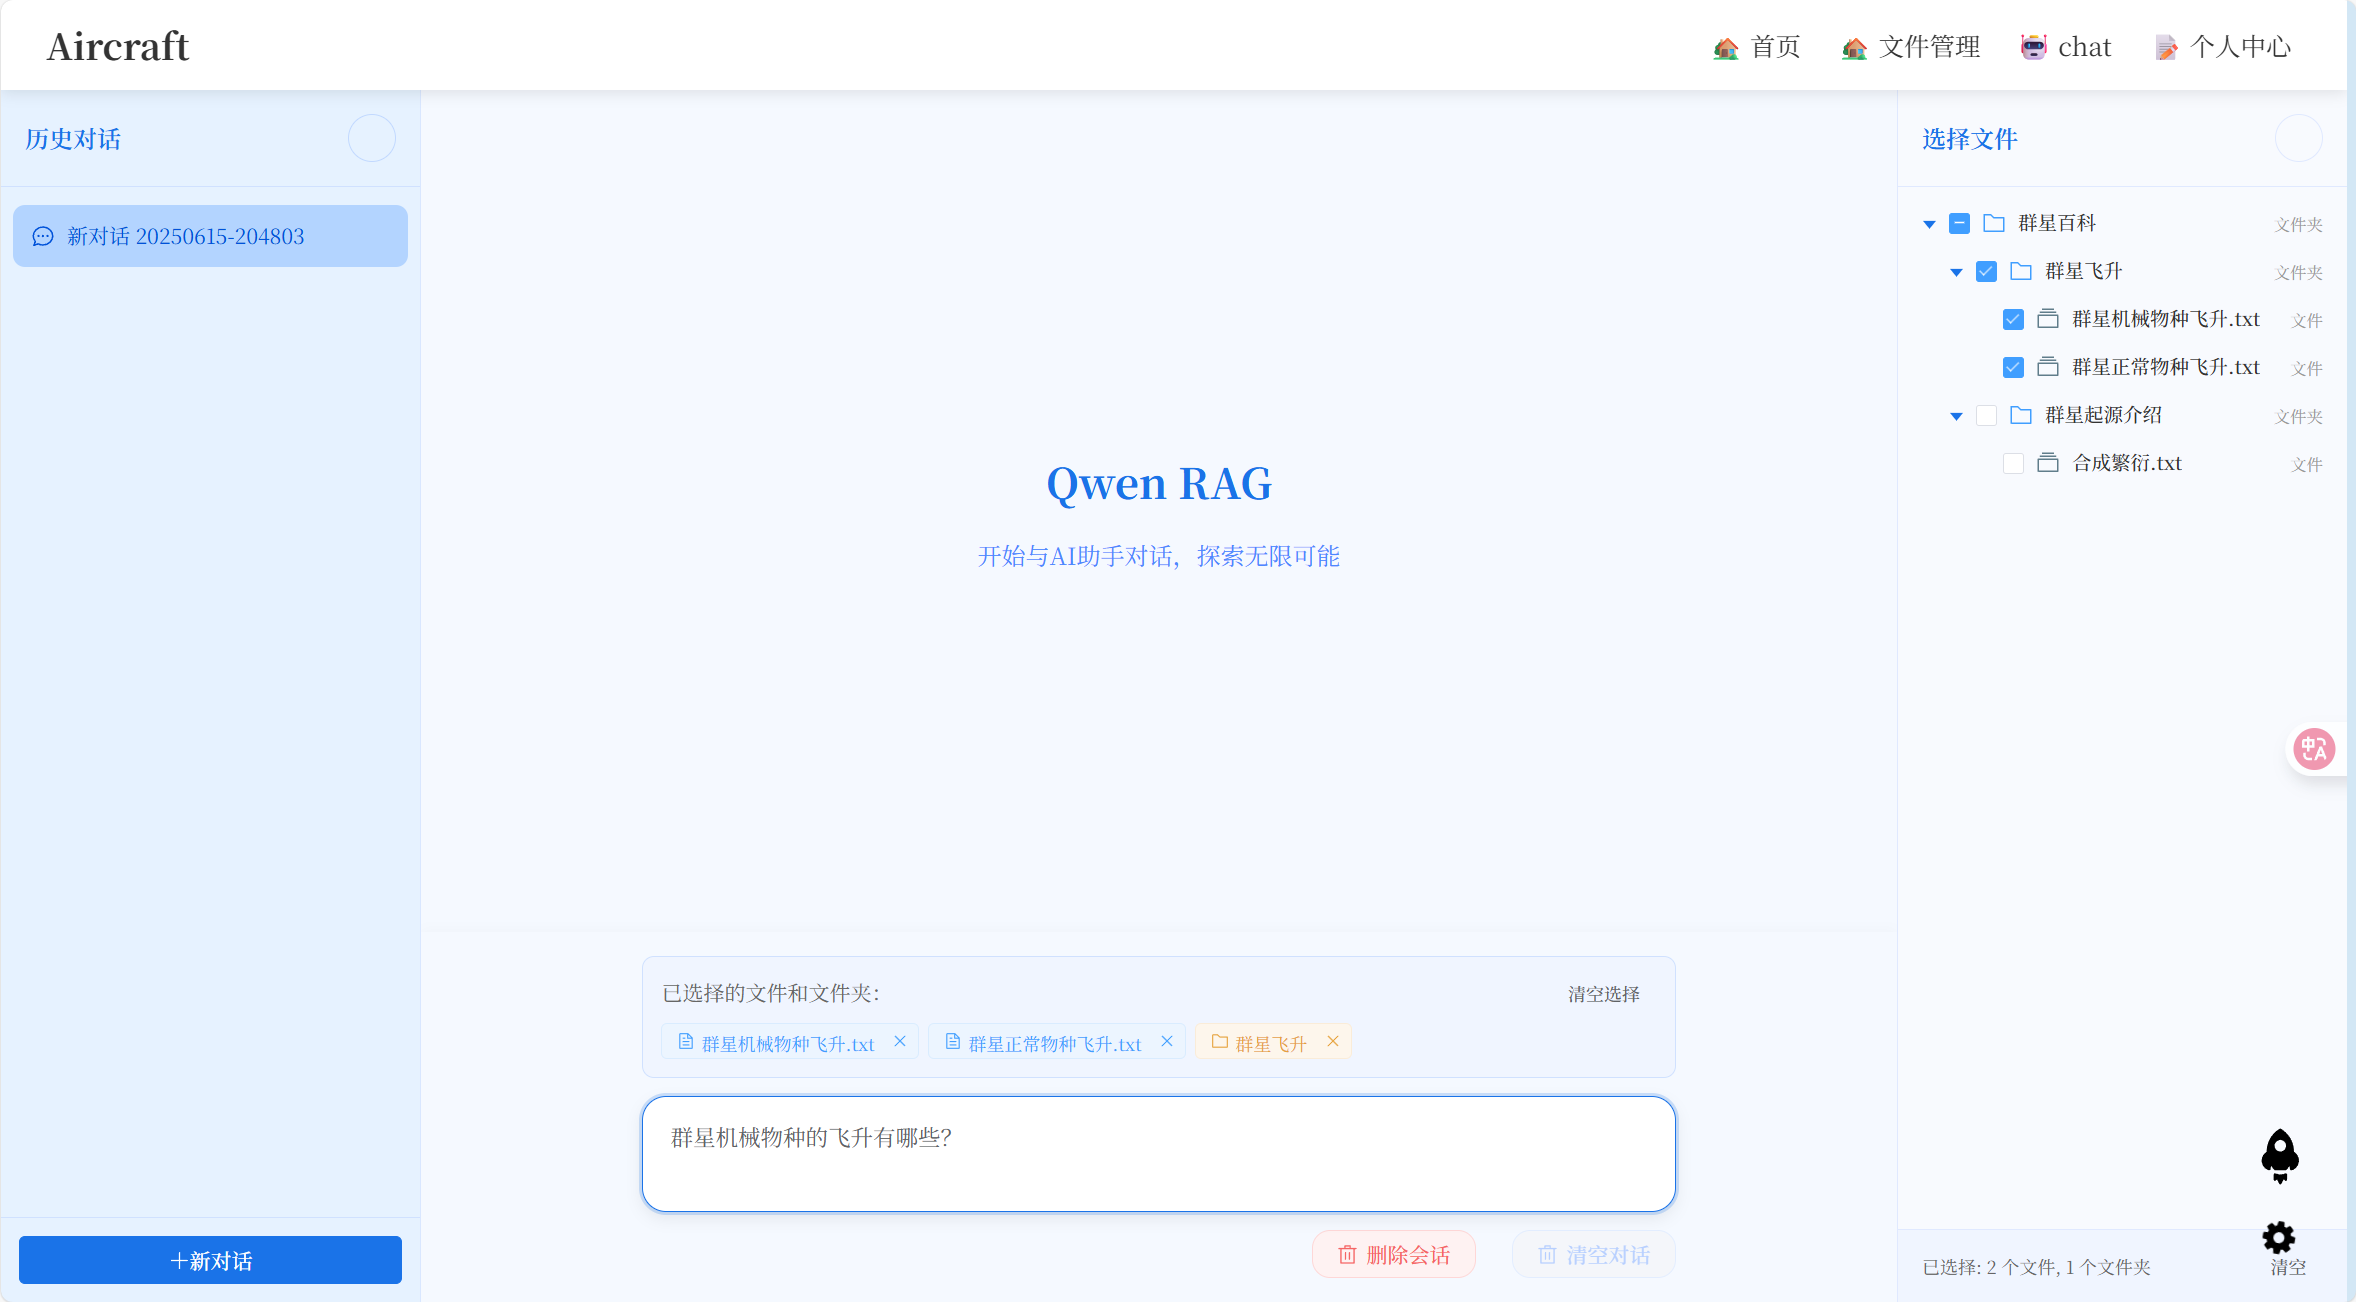 Aircraft
首页
文件管理
chat
个人中心
历史对话
新对话 20250615-204803
+新对话
Qwen RAG
开始与AI助手对话，探索无限可能
已选择的文件和文件夹：
清空选择
群星机械物种飞升.txt
群星正常物种飞升.txt
群星飞升
群星机械物种的飞升有哪些？
删除会话
清空对话
选择文件
群星百科 文件夹
群星飞升 文件夹
群星机械物种飞升.txt 文件
群星正常物种飞升.txt 文件
群星起源介绍 文件夹
合成繁衍.txt 文件
中A
已选择: 2 个文件, 1 个文件夹
清空